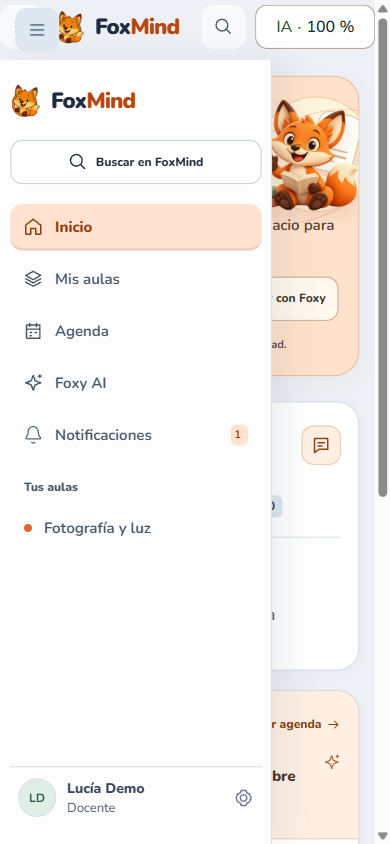 FoxMind
IA · 100 %
FoxMind
Buscar en FoxMind
Inicio
acio para
Mis aulas
con Foxy
Agenda
ad.
Foxy AI
Notificaciones
1
Tus aulas
Fotografía y luz
r agenda →
bre
LD
Lucía Demo
Docente